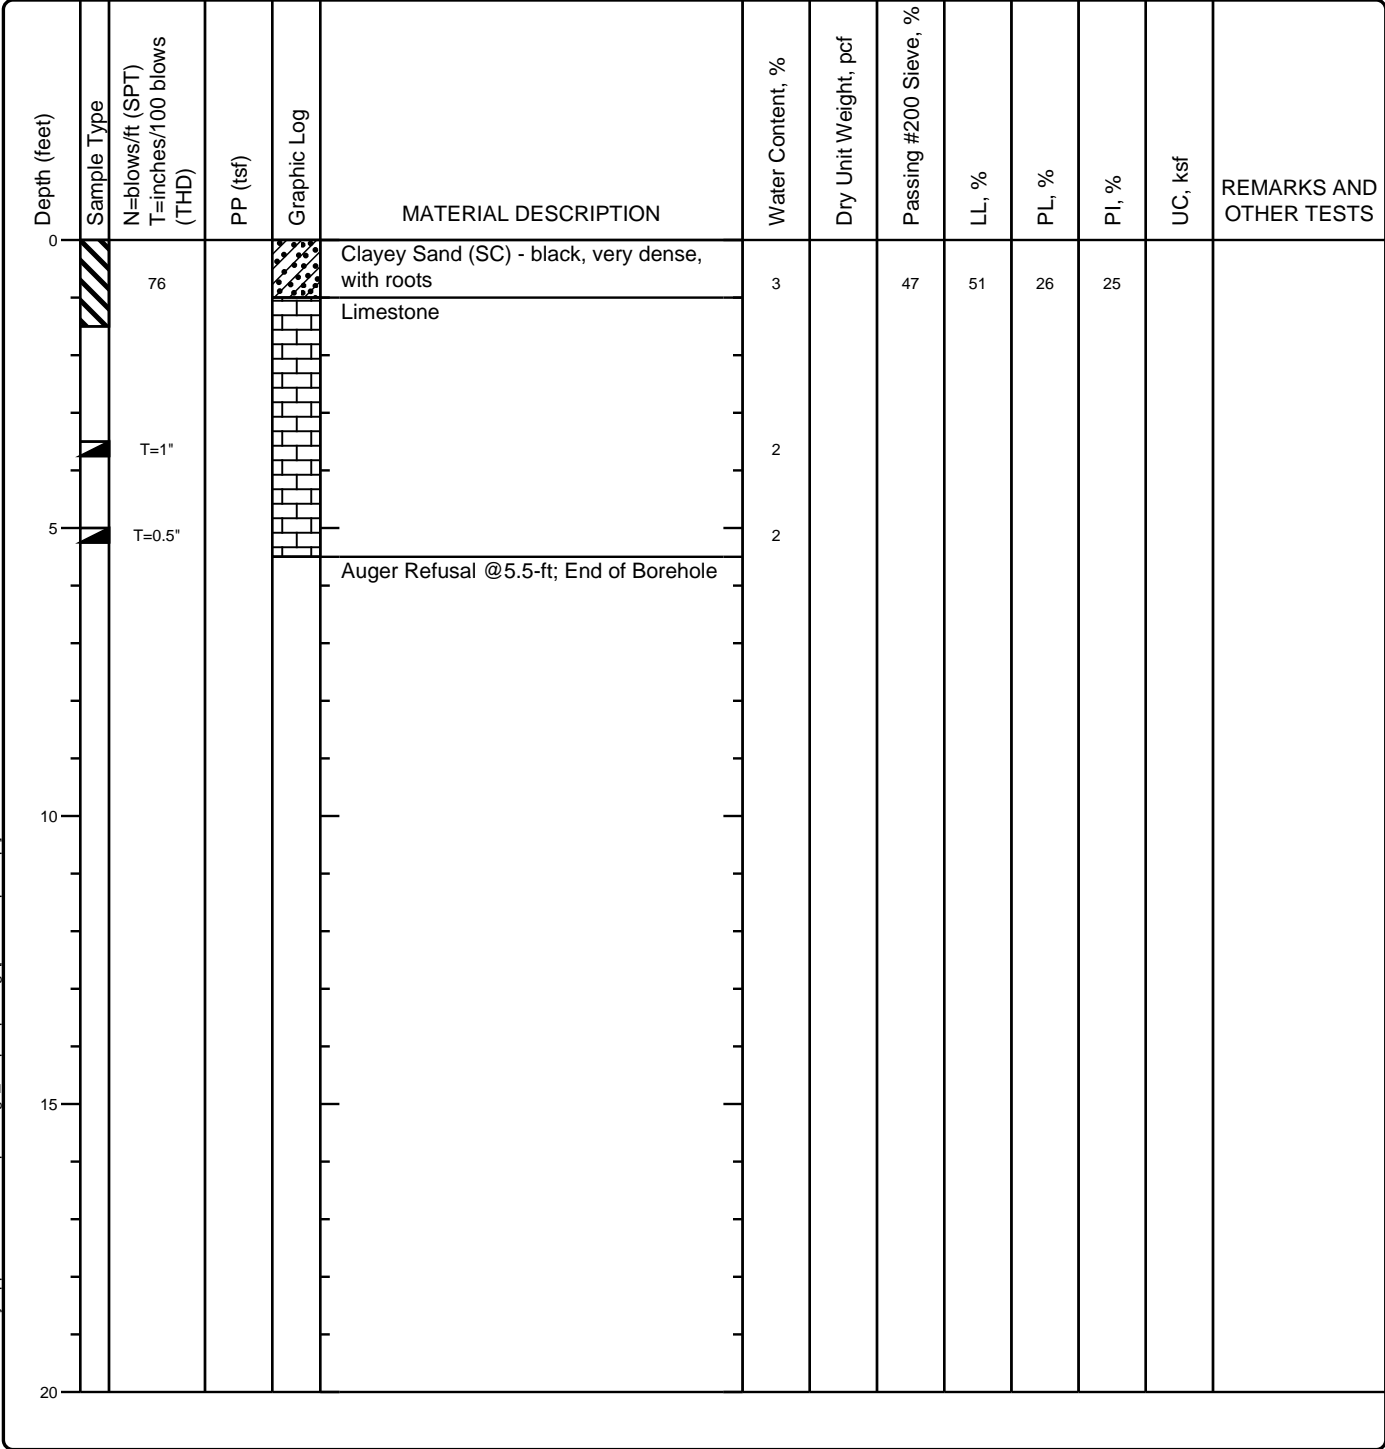 Depth (feet)
Sample Type
N=blows/ft (SPT)
T=inches/100 blows
(THD)
PP (tsf)
Graphic Log
MATERIAL DESCRIPTION
Water Content, %
Dry Unit Weight, pcf
Passing #200 Sieve, %
LL, %
PL, %
PI, %
UC, ksf
REMARKS AND
OTHER TESTS
0
Clayey Sand (SC) - black, very dense,
with roots
76
3
47
51
26
25
Limestone
T=1"
2
5
T=0.5"
2
Auger Refusal @5.5-ft; End of Borehole
10
15
20